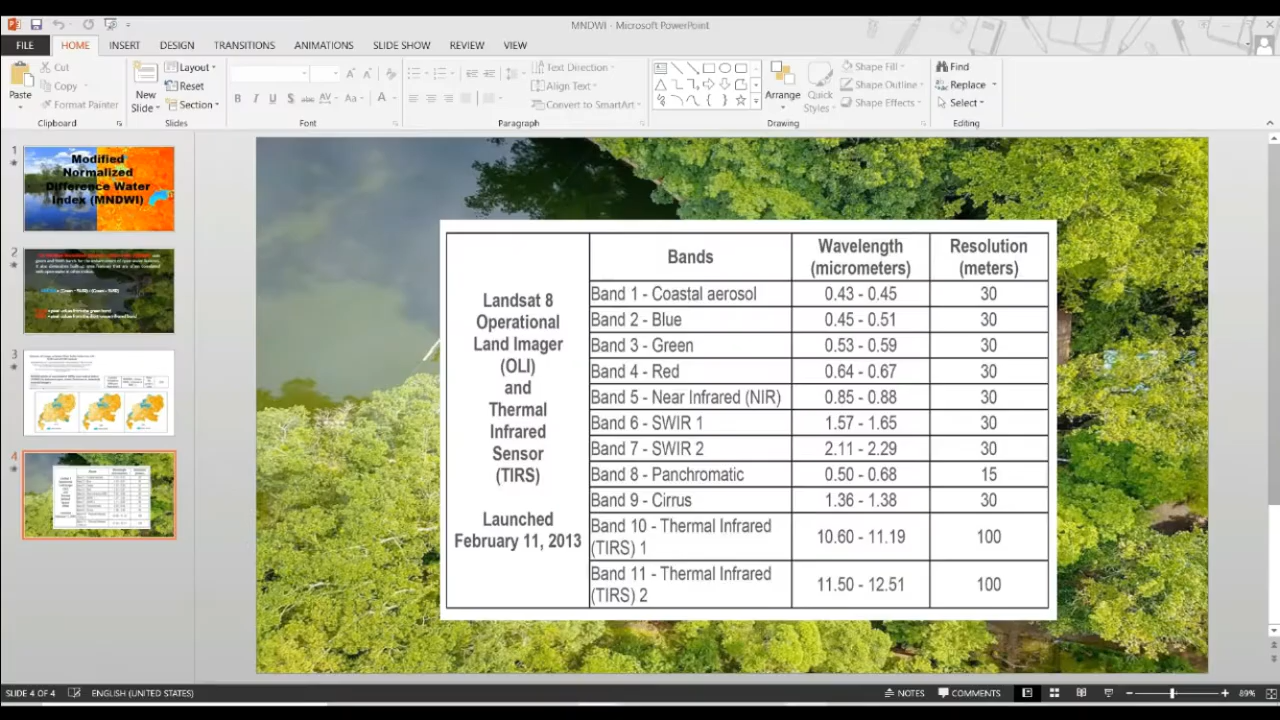 MNDWI - Microsoft PowerPoint
FILE HOME INSERT DESIGN TRANSITIONS ANIMATIONS SLIDE SHOW REVIEW VIEW
Paste
Cut
Copy
Format Painter
Clipboard
New Slide
Layout
Reset
Section
Slides
B I U S abc AV Aa A
Font
Text Direction
Align Text
Convert to SmartArt
Paragraph
Arrange
Quick Styles
Shape Fill
Shape Outline
Shape Effects
Drawing
Find
Replace
Select
Editing
1
Modified
Normalized
Difference Water
Index (MNDWI)
2
3
4
Landsat 8
Operational
Land Imager
(OLI)
and
Thermal
Infrared
Sensor
(TIRS)
Launched
February 11, 2013
Bands Wavelength (micrometers) Resolution (meters)
Band 1 - Coastal aerosol 0.43 - 0.45 30
Band 2 - Blue 0.45 - 0.51 30
Band 3 - Green 0.53 - 0.59 30
Band 4 - Red 0.64 - 0.67 30
Band 5 - Near Infrared (NIR) 0.85 - 0.88 30
Band 6 - SWIR 1 1.57 - 1.65 30
Band 7 - SWIR 2 2.11 - 2.29 30
Band 8 - Panchromatic 0.50 - 0.68 15
Band 9 - Cirrus 1.36 - 1.38 30
Band 10 - Thermal Infrared (TIRS) 1 10.60 - 11.19 100
Band 11 - Thermal Infrared (TIRS) 2 11.50 - 12.51 100
SLIDE 4 OF 4 ENGLISH (UNITED STATES) NOTES COMMENTS 89%